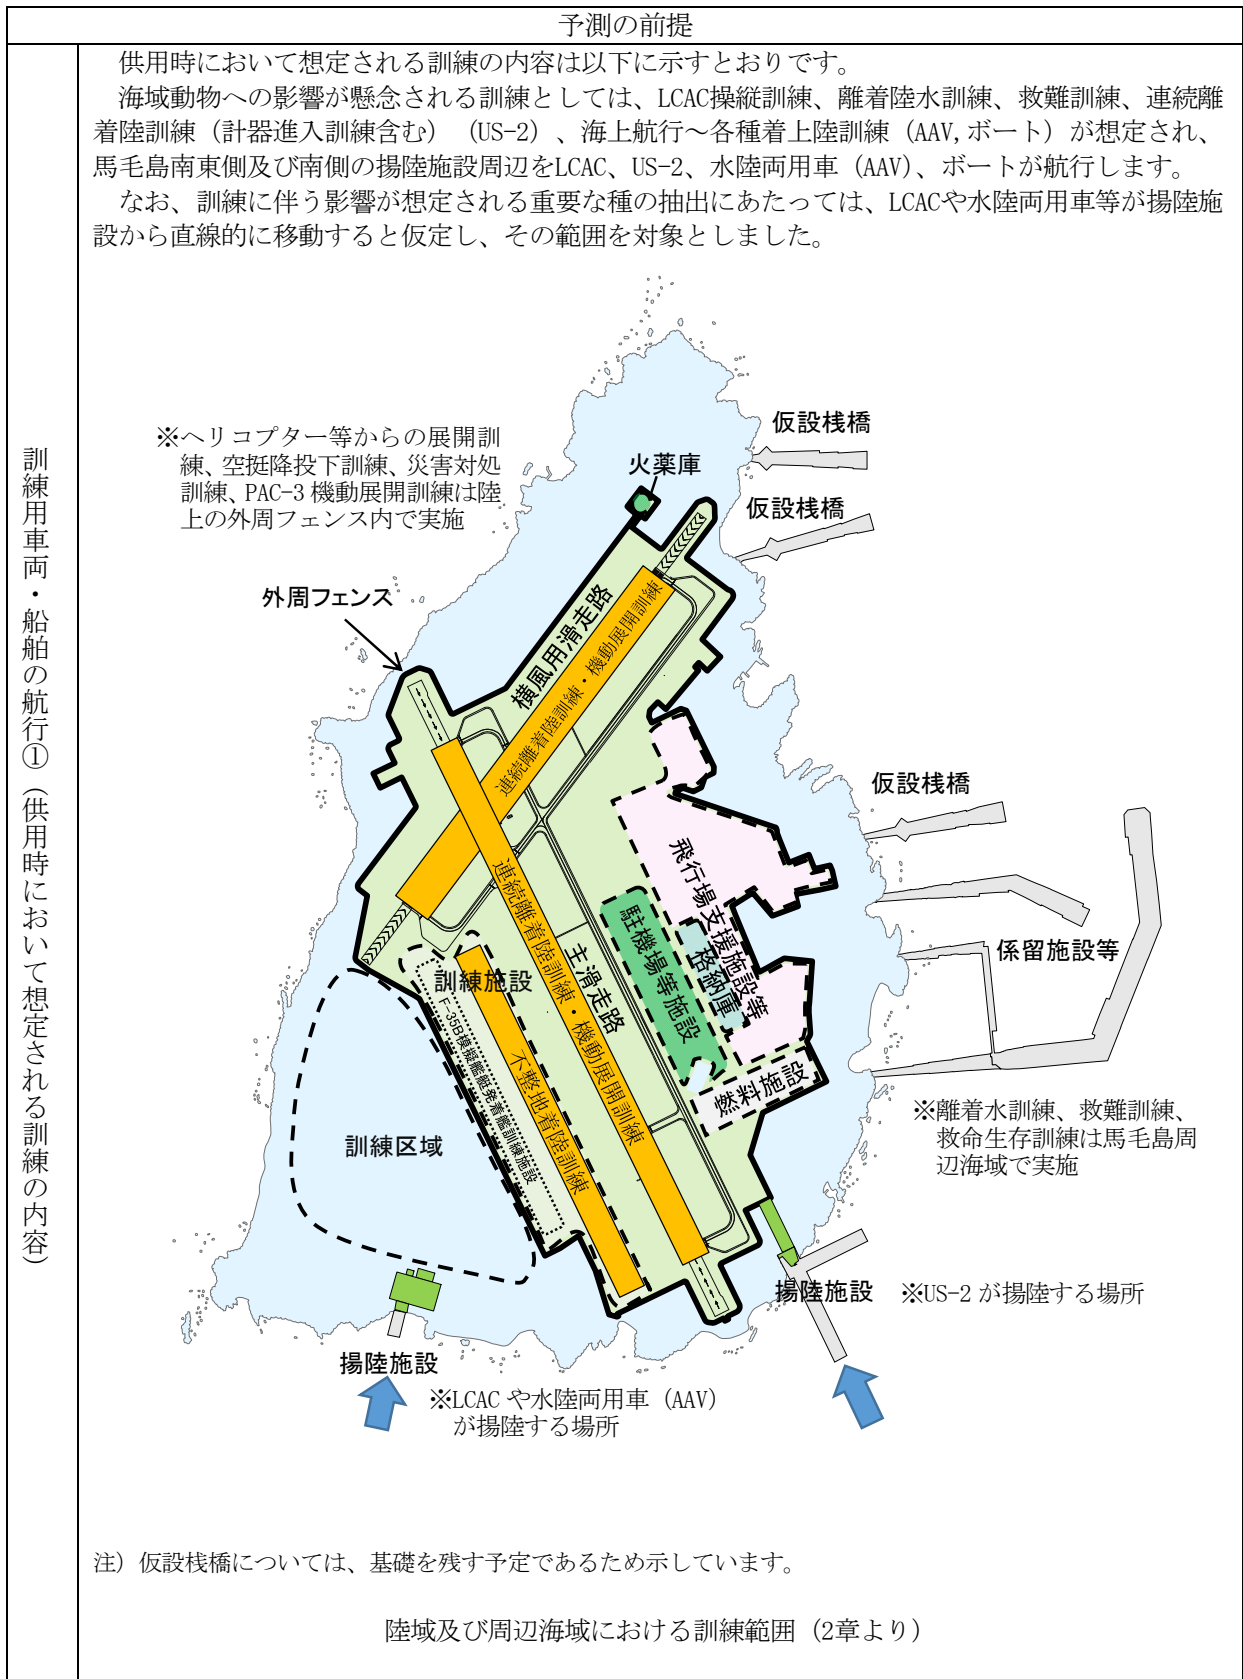 予測の前提
訓練用車両・船舶の航行①（供用時において想定される訓練の内容）
供用時において想定される訓練の内容は以下に示すとおりです。
海域動物への影響が懸念される訓練としては、LCAC操縦訓練、離着陸水訓練、救難訓練、連続離
着陸訓練（計器進入訓練含む）（US-2）、海上航行～各種着上陸訓練（AAV,ボート）が想定され、
馬毛島南東側及び南側の揚陸施設周辺をLCAC、US-2、水陸両用車（AAV）、ボートが航行します。
なお、訓練に伴う影響が想定される重要な種の抽出にあたっては、LCACや水陸両用車等が揚陸施
設から直線的に移動すると仮定し、その範囲を対象としました。
※ヘリコプター等からの展開訓
練、空挺降投下訓練、災害対処
訓練、PAC-3 機動展開訓練は陸
上の外周フェンス内で実施
仮設桟橋
火薬庫
仮設桟橋
外周フェンス
横風用滑走路
連続離着陸訓練・機動展開訓練
仮設桟橋
飛行場支援施設等
連続離着陸訓練・機動展開訓練
駐機場等施設
格納庫
主滑走路
係留施設等
訓練施設
F-35B模擬艦艇発着艦訓練施設
不整地着陸訓練
燃料施設
訓練区域
※離着水訓練、救難訓練、
救命生存訓練は馬毛島周
辺海域で実施
揚陸施設
※US-2 が揚陸する場所
揚陸施設
※LCAC や水陸両用車（AAV）
が揚陸する場所
注）仮設桟橋については、基礎を残す予定であるため示しています。
陸域及び周辺海域における訓練範囲（2章より）